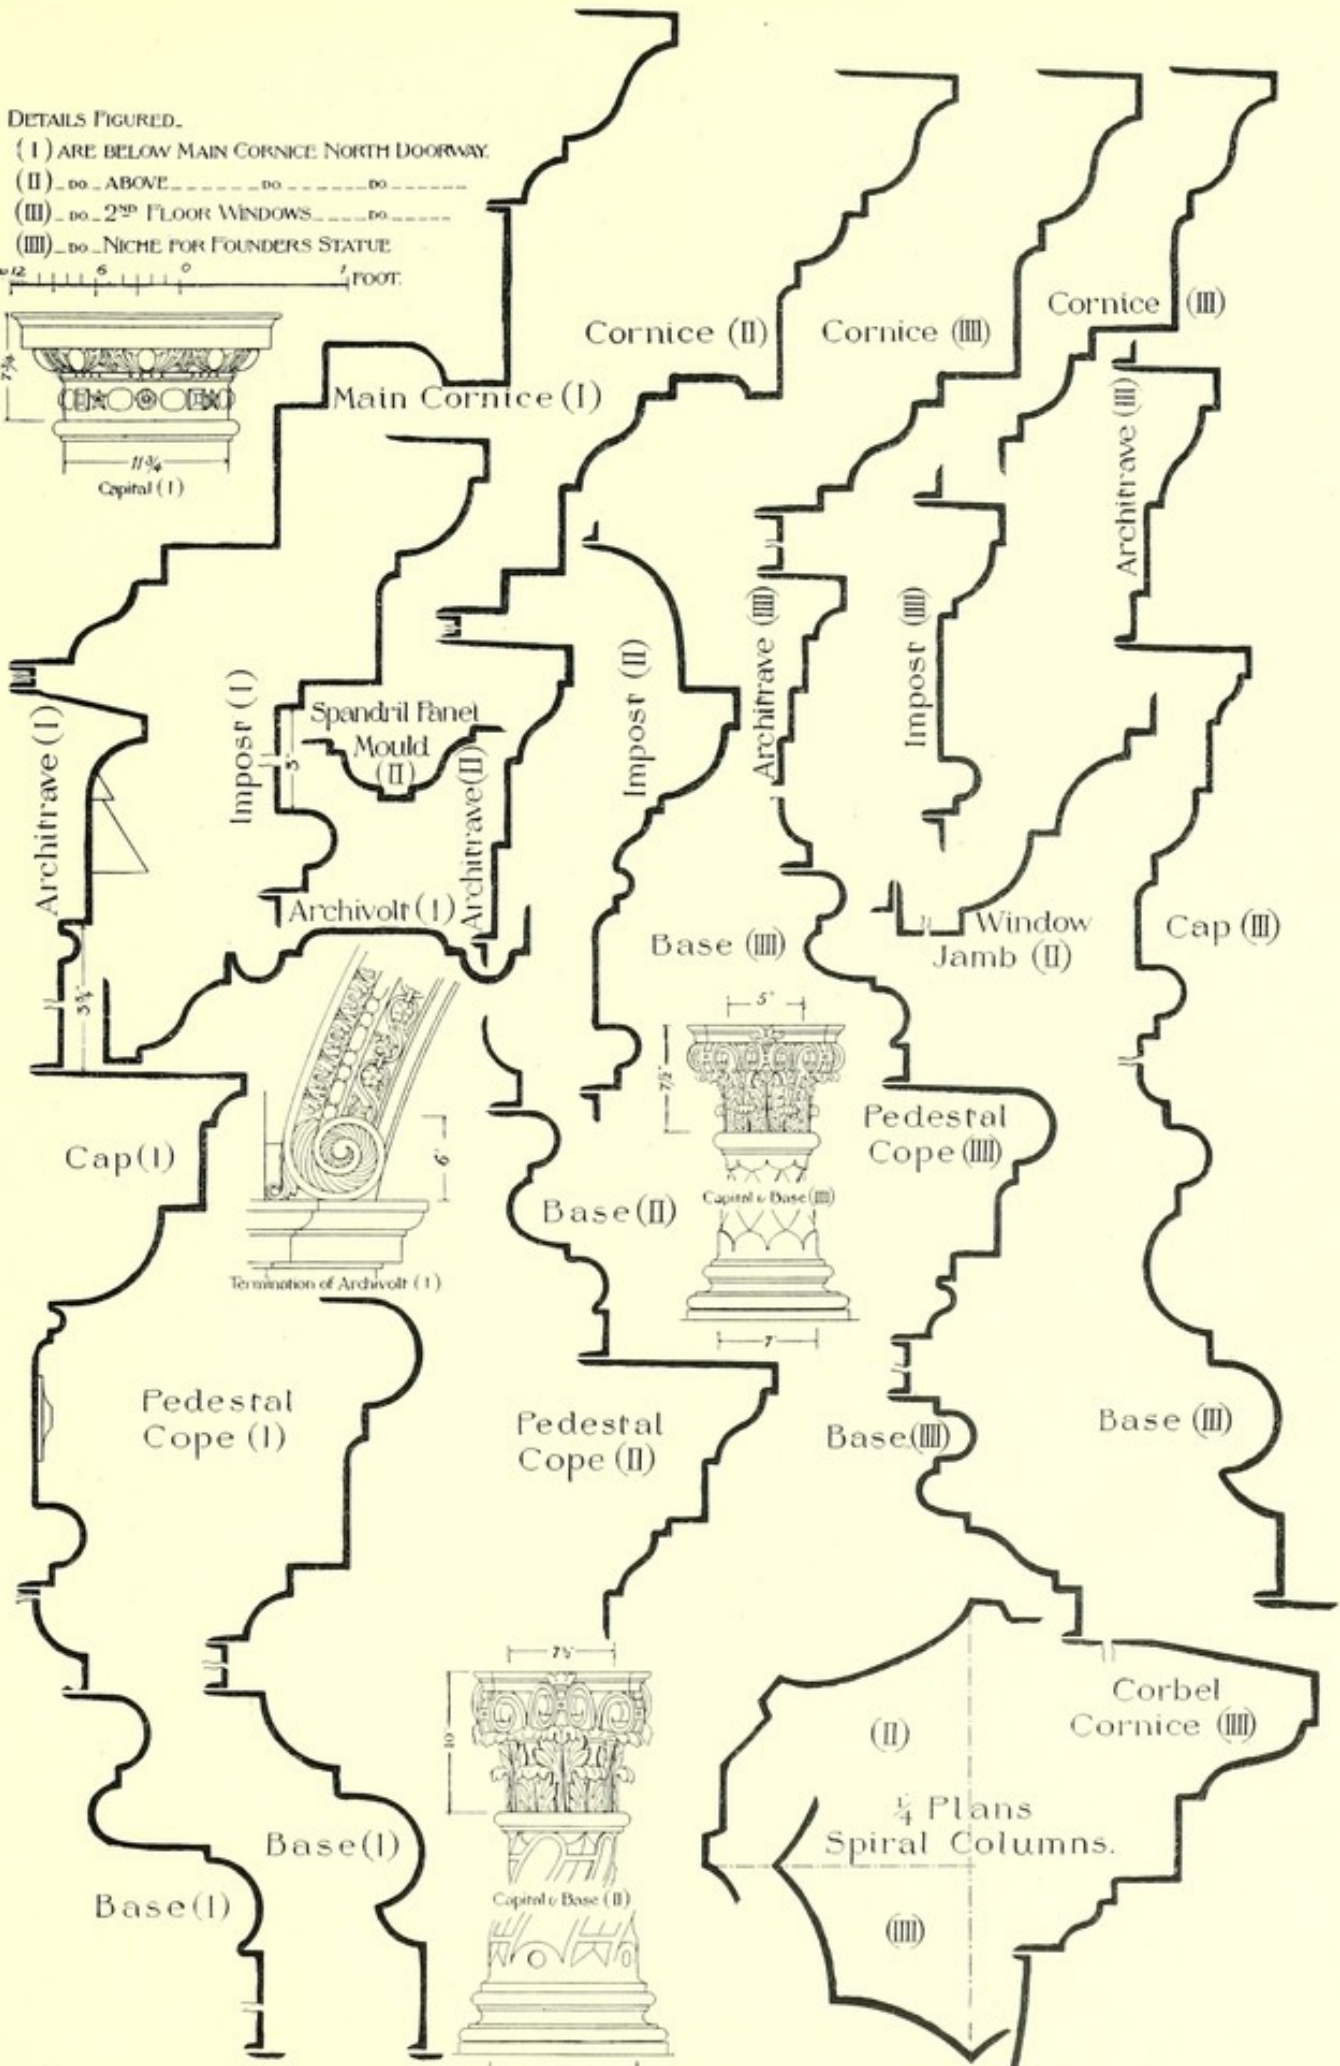 DETAILS FIGURED_
(I) ARE BELOW MAIN CORNICE NORTH DOORWAY.
(II) _ DO _ ABOVE _ _ _ _ _ _ DO _ _ _ _ _ DO _ _ _ _ _
(III) _ DO _ 2ND FLOOR WINDOWS _ _ _ _ DO _ _ _ _ _
(IIII) _ DO _ NICHE FOR FOUNDERS STATUE
12 6 0 1 FOOT.
7¾
11¾
Capital (I)
Main Cornice (I)
Cornice (II)
Cornice (IIII)
Cornice (III)
Architrave (III)
Architrave (I)
Impost (I)
3"
Spandril Panel
Mould
(II)
Architrave (II)
Impost (II)
Architrave (IIII)
Impost (IIII)
Archivolt (I)
3¾"
Base (IIII)
Window
Jamb (II)
Cap (III)
Cap (I)
6"
Termination of Archivolt (I)
Base (II)
5"
7½"
Capital & Base (III)
7"
Pedestal
Cope (IIII)
Pedestal
Cope (I)
Pedestal
Cope (II)
Base (IIII)
Base (III)
7½"
10"
Capital & Base (II)
Base (I)
Base (I)
(II)
¼ Plans
Spiral Columns.
(IIII)
Corbel
Cornice (IIII)